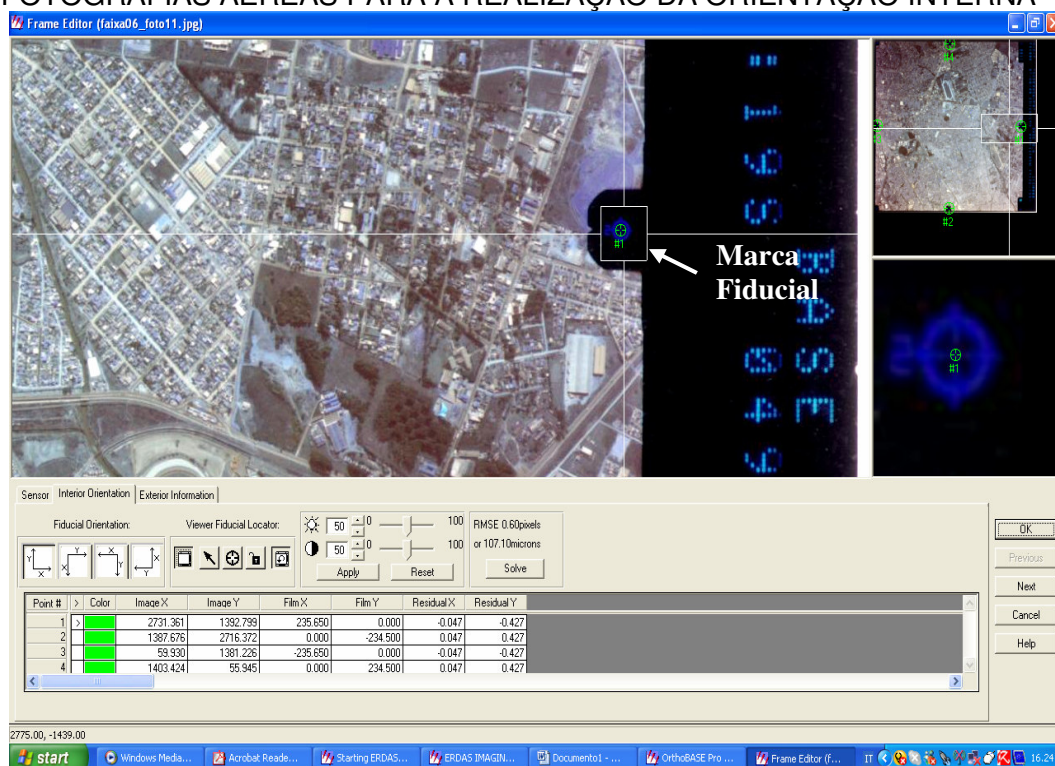 FOTOGRAFIAS AÉREAS PARA A REALIZAÇÃO DA ORIENTAÇÃO INTERNA
Frame Editor (faixa06_foto11.jpg)
#4
#1
#2
Marca
Fiducial
#1
BASE
Sensor Interior Orientation Exterior Information
Fiducial Orientation: Viewer Fiducial Locator: 50 0 100 RMSE 0.60pixels
50 0 100 or 107.10microns
Apply Reset Solve
OK
Previous
Next
Cancel
Help
Point # > Color Image X Image Y Film X Film Y Residual X Residual Y
1 > 2731.361 1392.799 235.650 0.000 -0.047 -0.427
2 1387.676 2716.372 0.000 -234.500 0.047 0.427
3 59.930 1381.226 -235.650 0.000 -0.047 -0.427
4 1403.424 55.945 0.000 234.500 0.047 0.427
2775.00, -1439.00
start Windows Media... Acrobat Reade... Starting ERDAS... ERDAS IMAGIN... Documento1 - ... OrthoBASE Pro ... Frame Editor (f... IT 16.24